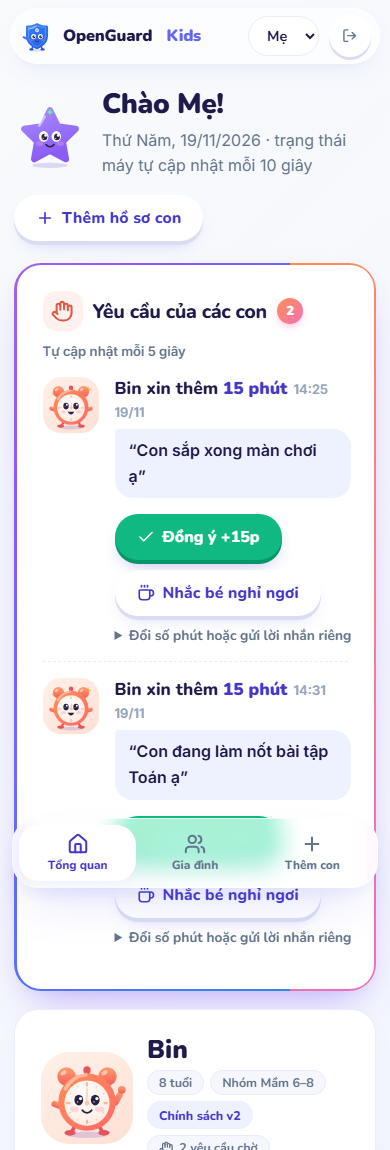 OpenGuard Kids
Mẹ
Chào Mẹ!
Thứ Năm, 19/11/2026 · trạng thái
máy tự cập nhật mỗi 10 giây
+ Thêm hồ sơ con
Yêu cầu của các con 2
Tự cập nhật mỗi 5 giây
Bin xin thêm 15 phút 14:25
19/11
“Con sắp xong màn chơi
ạ”
Đồng ý +15p
Nhắc bé nghỉ ngơi
Đổi số phút hoặc gửi lời nhắn riêng
Bin xin thêm 15 phút 14:31
19/11
“Con đang làm nốt bài tập
Toán ạ”
Tổng quan
Gia đình
Thêm con
Nhắc bé nghỉ ngơi
Đổi số phút hoặc gửi lời nhắn riêng
Bin
8 tuổi
Nhóm Mầm 6–8
Chính sách v2
2 yêu cầu chờ